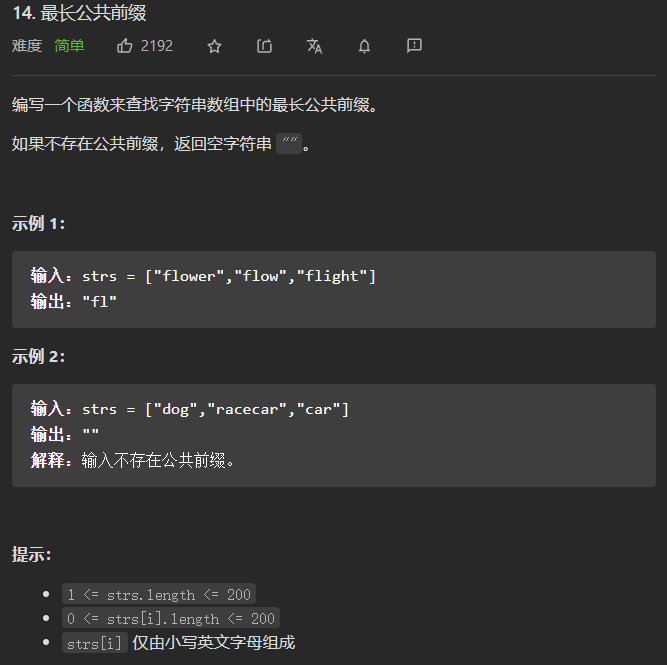 14. 最长公共前缀
难度 简单 2192
编写一个函数来查找字符串数组中的最长公共前缀。
如果不存在公共前缀，返回空字符串 ""。
示例 1：
输入：strs = ["flower","flow","flight"]
输出："fl"
示例 2：
输入：strs = ["dog","racecar","car"]
输出：""
解释：输入不存在公共前缀。
提示：
1 <= strs.length <= 200
0 <= strs[i].length <= 200
strs[i] 仅由小写英文字母组成